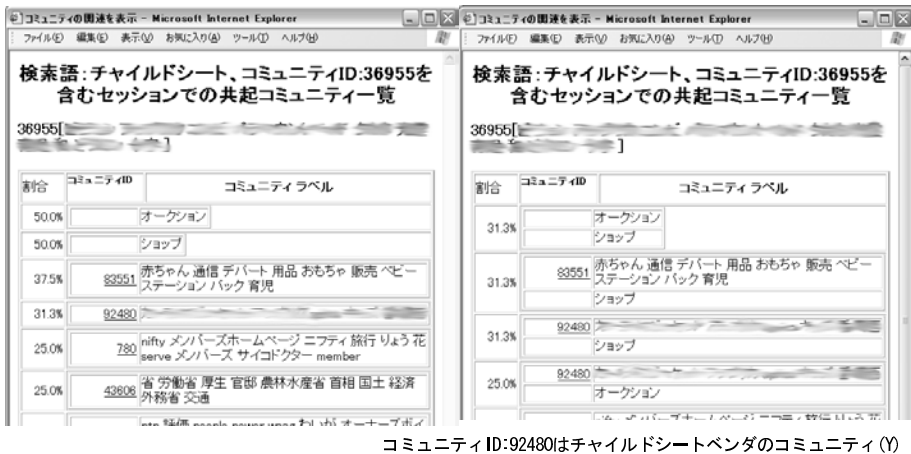 コミュニティの関連を表示 - Microsoft Internet Explorer
ファイル(F) 編集(E) 表示(V) お気に入り(A) ツール(T) ヘルプ(H)
検索語:チャイルドシート、コミュニティID:36955を
含むセッションでの共起コミュニティ一覧
36955[
]
割合 コミュニティID コミュニティ ラベル
50.0% オークション
50.0% ショップ
37.5% 83551 赤ちゃん 通信 デパート 用品 おもちゃ 販売 ベビー
ステーション バック 育児
31.3% 92480
25.0% 780 nifty メンバーズホームページ ニフティ 旅行 りょう 花
serve メンバーズ サイコドクター member
25.0% 43606 省 労働省 厚生 官邸 農林水産省 首相 国土 経済
外務省 交通
コミュニティの関連を表示 - Microsoft Internet Explorer
ファイル(F) 編集(E) 表示(V) お気に入り(A) ツール(T) ヘルプ(H)
検索語:チャイルドシート、コミュニティID:36955を
含むセッションでの共起コミュニティ一覧
36955[
]
割合 コミュニティID コミュニティ ラベル
31.3% オークション
ショップ
31.3% 83551 赤ちゃん 通信 デパート 用品 おもちゃ 販売 ベビー
ステーション バック 育児
ショップ
31.3% 92480
ショップ
25.0% 92480
オークション
コミュニティID:92480はチャイルドシートベンダのコミュニティ(Y)